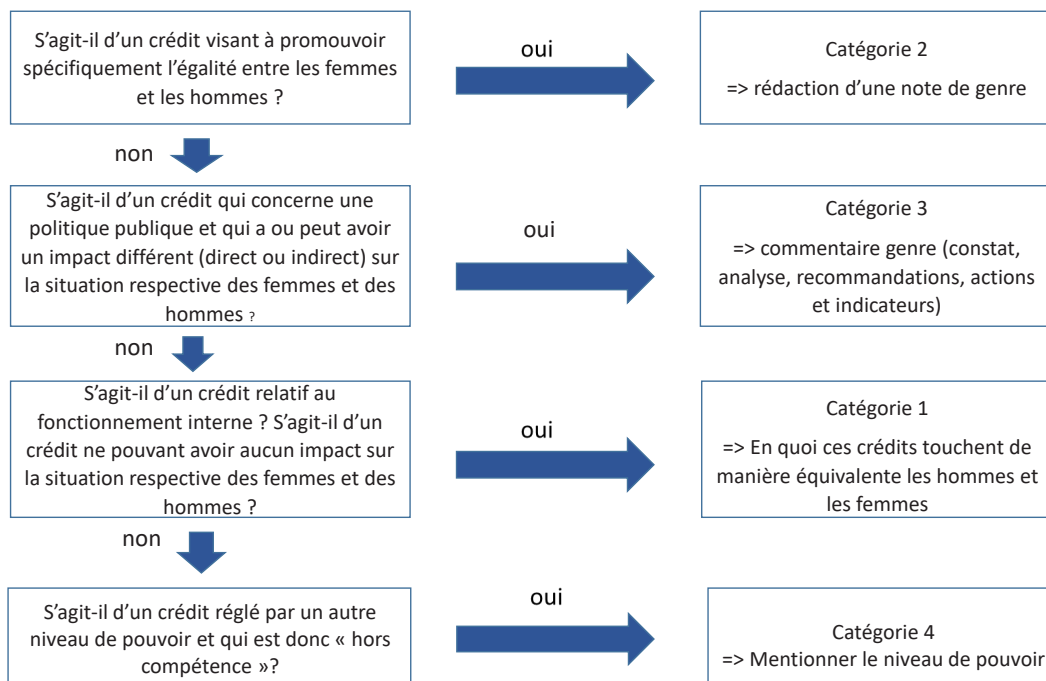 S’agit-il d’un crédit visant à promouvoir
spécifiquement l’égalité entre les femmes
et les hommes ?
oui
Catégorie 2
=> rédaction d’une note de genre
non
S’agit-il d’un crédit qui concerne une
politique publique et qui a ou peut avoir
un impact différent (direct ou indirect) sur
la situation respective des femmes et des
hommes ?
oui
Catégorie 3
=> commentaire genre (constat,
analyse, recommandations, actions
et indicateurs)
non
S’agit-il d’un crédit relatif au
fonctionnement interne ? S’agit-il d’un
crédit ne pouvant avoir aucun impact sur
la situation respective des femmes et des
hommes ?
oui
Catégorie 1
=> En quoi ces crédits touchent de
manière équivalente les hommes et
les femmes
non
S’agit-il d’un crédit réglé par un autre
niveau de pouvoir et qui est donc « hors
compétence »?
oui
Catégorie 4
=> Mentionner le niveau de pouvoir